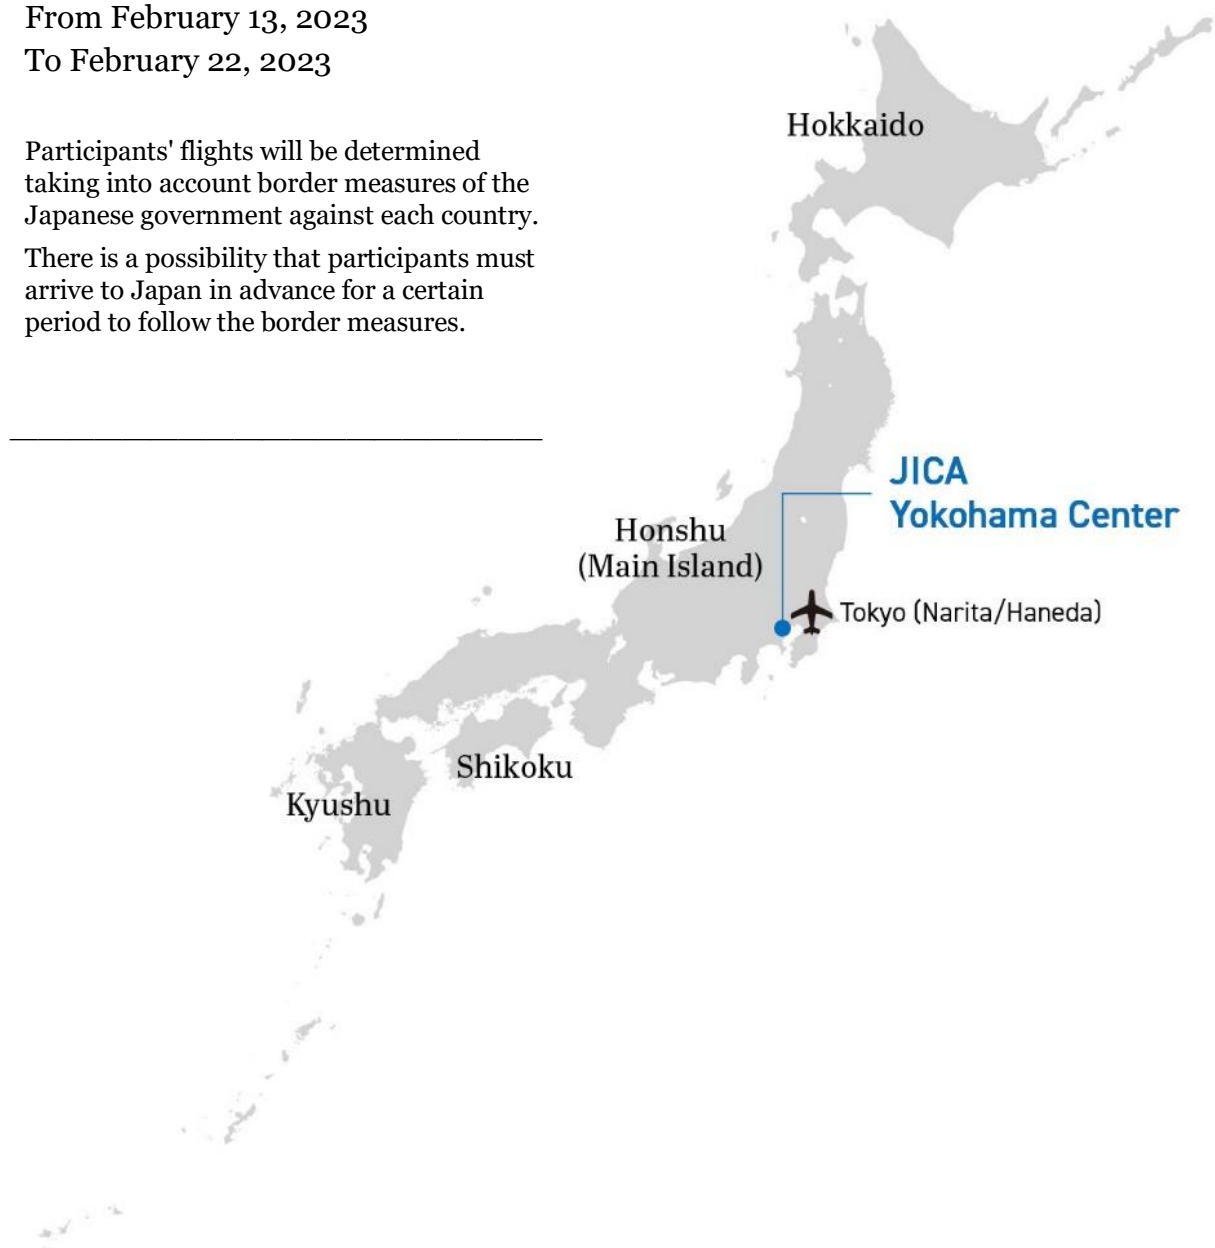 From February 13, 2023
To February 22, 2023
Participants' flights will be determined
taking into account border measures of the
Japanese government against each country.
There is a possibility that participants must
arrive to Japan in advance for a certain
period to follow the border measures.
Hokkaido
JICA
Yokohama Center
Honshu
(Main Island)
Tokyo (Narita/Haneda)
Shikoku
Kyushu